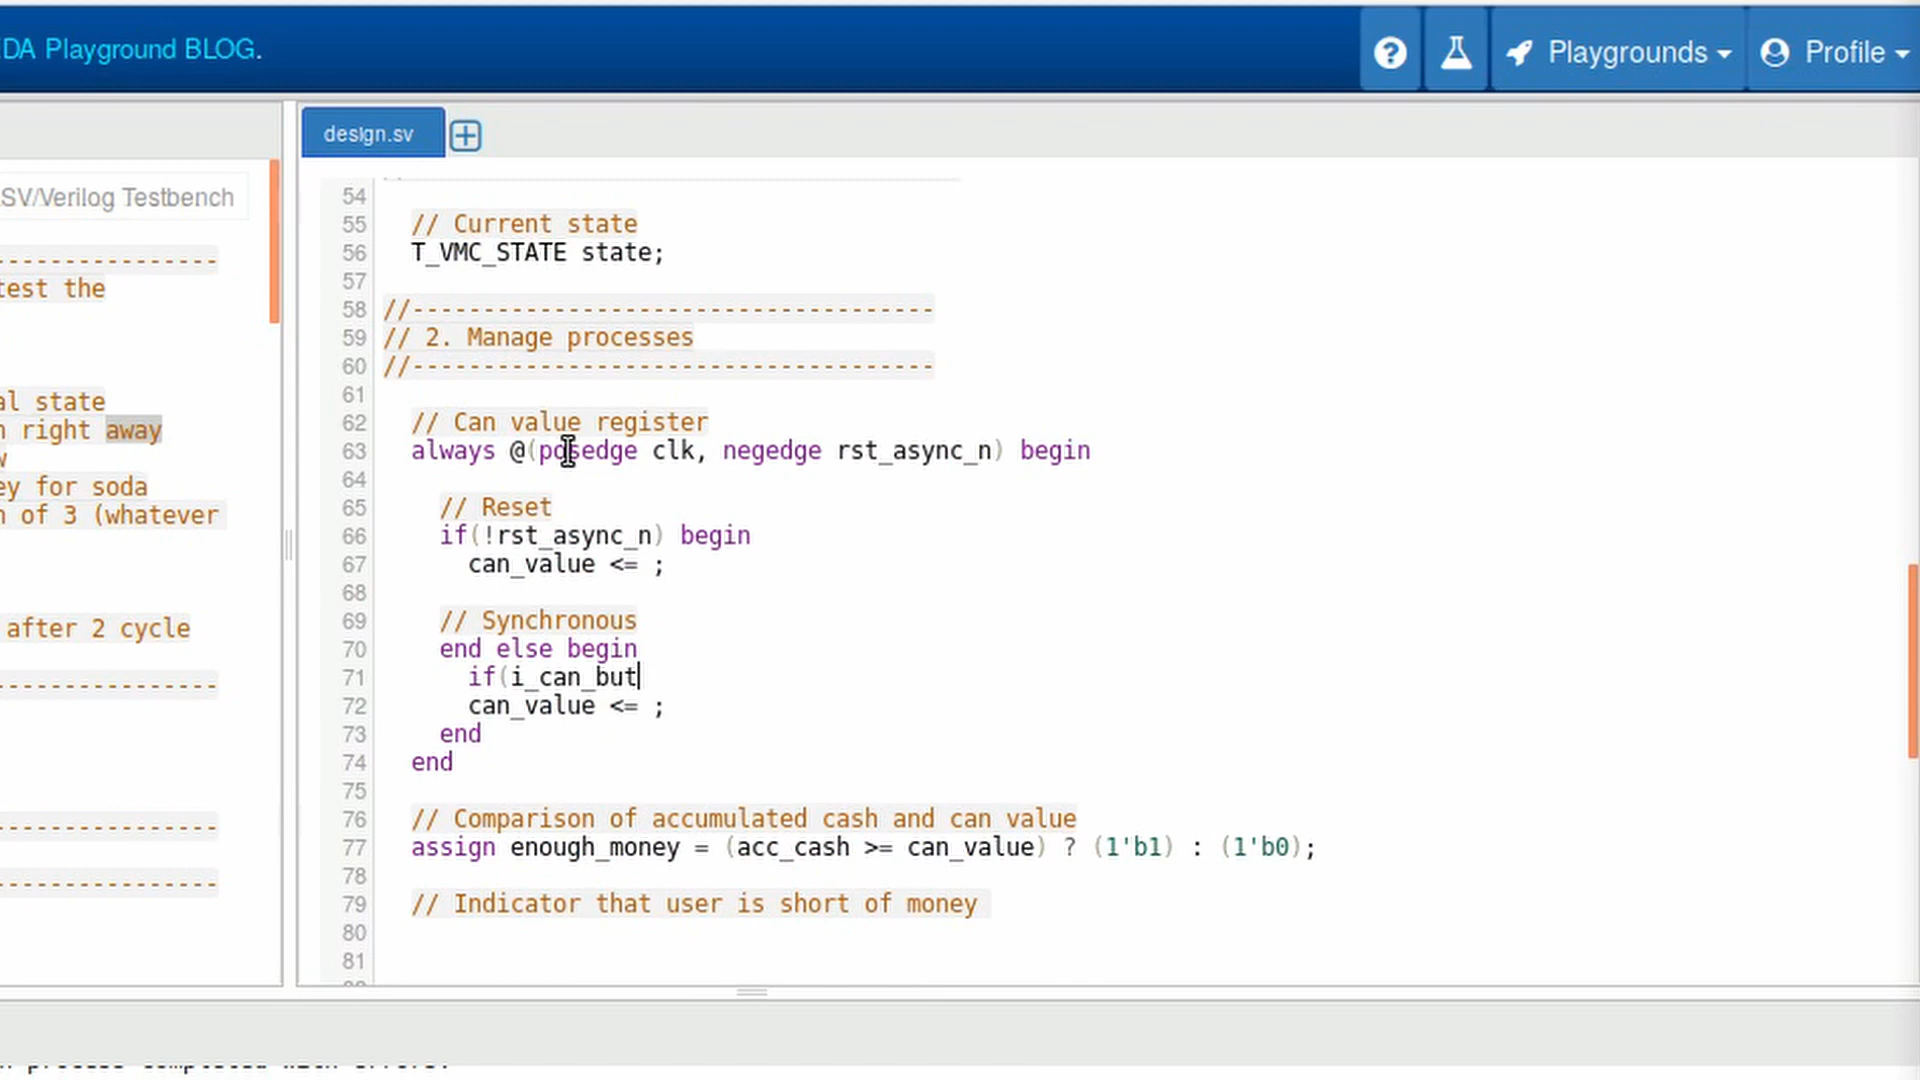 DA Playground BLOG.
Playgrounds
Profile
design.sv
SV/Verilog Testbench
---------------
test the
al state
n right away
w
ey for soda
n of 3 (whatever
after 2 cycle
---------------
---------------
---------------
54
55 // Current state
56 T_VMC_STATE state;
57
58 //-------------------------------------
59 // 2. Manage processes
60 //-------------------------------------
61
62 // Can value register
63 always @(posedge clk, negedge rst_async_n) begin
64
65 // Reset
66 if(!rst_async_n) begin
67 can_value <= ;
68
69 // Synchronous
70 end else begin
71 if(i_can_but
72 can_value <= ;
73 end
74 end
75
76 // Comparison of accumulated cash and can value
77 assign enough_money = (acc_cash >= can_value) ? (1'b1) : (1'b0);
78
79 // Indicator that user is short of money
80
81
process completed with errors.